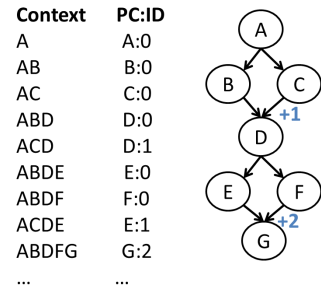 Context PC:ID
A A:0
AB B:0
AC C:0
ABD D:0
ACD D:1
ABDE E:0
ABDF F:0
ACDE E:1
ABDFG G:2
... ...
A
B C
+1
D
E F
+2
G